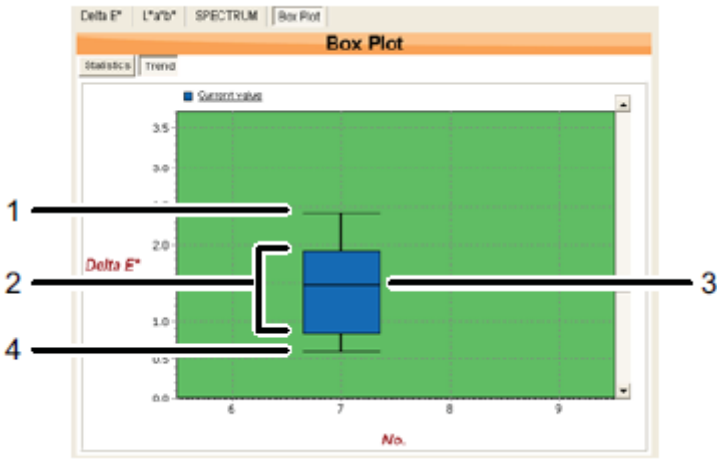 Delta E* L*a*b* SPECTRUM Box Plot
Box Plot
Statistics Trend
Current value
3.5
3.0
1
2.0
Delta E*
2
3
1.0
4
0.5
0.0
6 7 8 9
No.